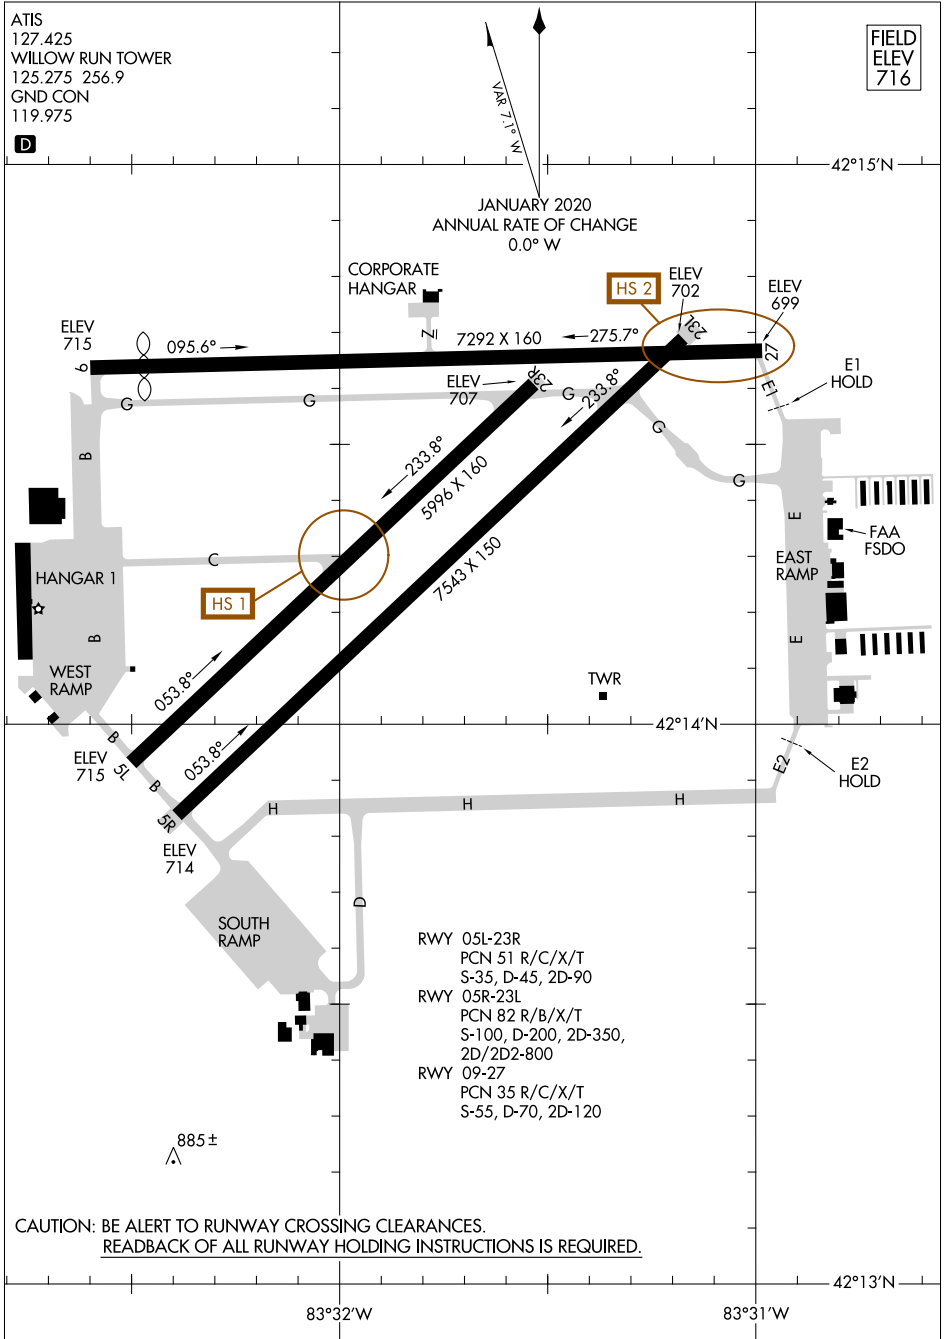 ATIS
127.425
WILLOW RUN TOWER
125.275 256.9
GND CON
119.975
D
FIELD
ELEV
716
VAR 7.1° W
42°15'N
JANUARY 2020
ANNUAL RATE OF CHANGE
0.0° W
CORPORATE
HANGAR
HS 2
ELEV
702
ELEV
699
ELEV
715
9
095.6°
7292 X 160
275.7°
Z
23L
27
23R
ELEV
707
233.8°
E1
E1
HOLD
G
G
G
G
G
B
233.8°
5996 X 160
7543 X 150
E
FAA
FSDO
EAST
RAMP
C
HANGAR 1
HS 1
B
E
WEST
RAMP
053.8°
TWR
42°14'N
B
ELEV
715
5L
053.8°
B
E2
E2
HOLD
H
H
H
5R
ELEV
714
D
SOUTH
RAMP
RWY 05L-23R
PCN 51 R/C/X/T
S-35, D-45, 2D-90
RWY 05R-23L
PCN 82 R/B/X/T
S-100, D-200, 2D-350,
2D/2D2-800
RWY 09-27
PCN 35 R/C/X/T
S-55, D-70, 2D-120
885 ±
CAUTION: BE ALERT TO RUNWAY CROSSING CLEARANCES.
READBACK OF ALL RUNWAY HOLDING INSTRUCTIONS IS REQUIRED.
42°13'N
83°32'W
83°31'W